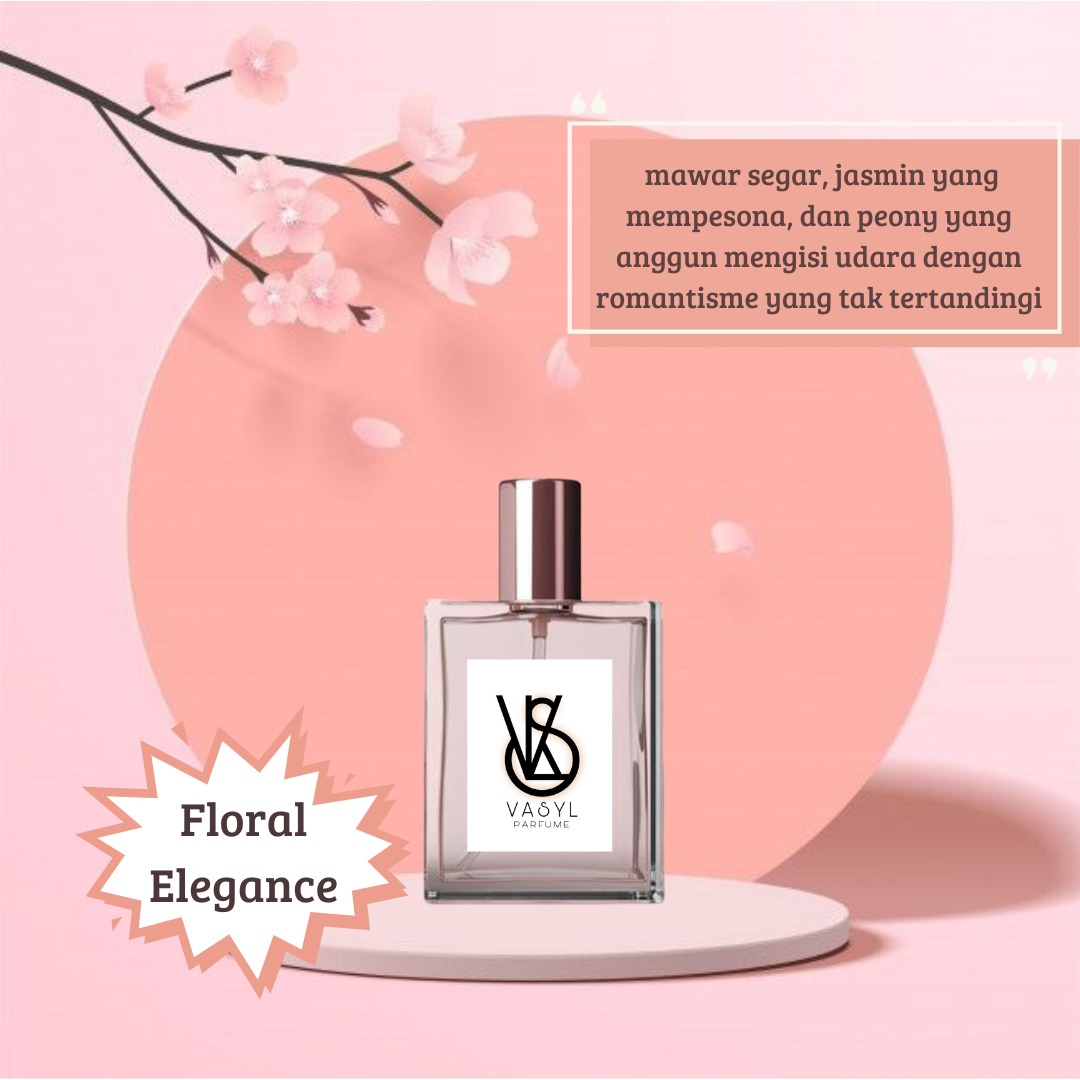 mawar segar, jasmin yang
mempesona, dan peony yang
anggun mengisi udara dengan
romantisme yang tak tertandingi
VASYL
PARFUME
Floral
Elegance